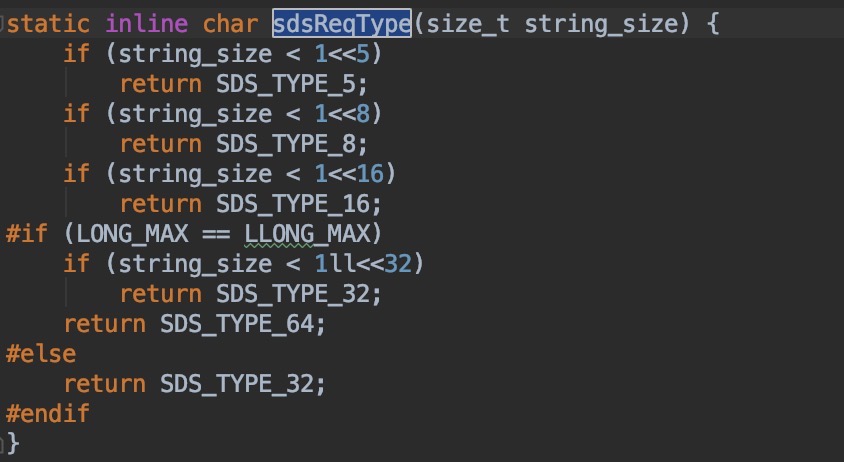 static inline char sdsReqType(size_t string_size) {
    if (string_size < 1<<5)
        return SDS_TYPE_5;
    if (string_size < 1<<8)
        return SDS_TYPE_8;
    if (string_size < 1<<16)
        return SDS_TYPE_16;
#if (LONG_MAX == LLONG_MAX)
    if (string_size < 1ll<<32)
        return SDS_TYPE_32;
    return SDS_TYPE_64;
#else
    return SDS_TYPE_32;
#endif
}